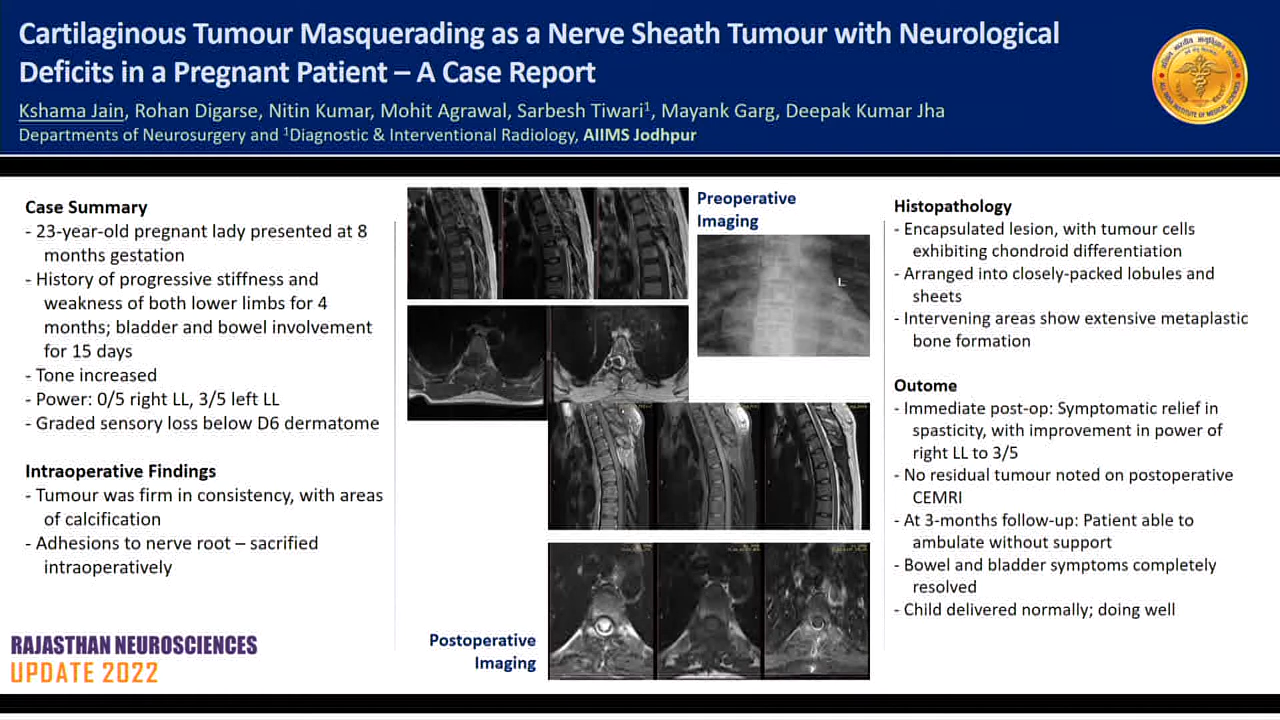 Cartilaginous Tumour Masquerading as a Nerve Sheath Tumour with Neurological
Deficits in a Pregnant Patient – A Case Report
Kshama Jain, Rohan Digarse, Nitin Kumar, Mohit Agrawal, Sarbesh Tiwari¹, Mayank Garg, Deepak Kumar Jha
Departments of Neurosurgery and ¹Diagnostic & Interventional Radiology, AIIMS Jodhpur
Case Summary
- 23-year-old pregnant lady presented at 8
months gestation
- History of progressive stiffness and
weakness of both lower limbs for 4
months; bladder and bowel involvement
for 15 days
- Tone increased
- Power: 0/5 right LL, 3/5 left LL
- Graded sensory loss below D6 dermatome
Intraoperative Findings
- Tumour was firm in consistency, with areas
of calcification
- Adhesions to nerve root – sacrified
intraoperatively
RAJASTHAN NEUROSCIENCES
UPDATE 2022
Preoperative
Imaging
L
Postoperative
Imaging
Histopathology
- Encapsulated lesion, with tumour cells
exhibiting chondroid differentiation
- Arranged into closely-packed lobules and
sheets
- Intervening areas show extensive metaplastic
bone formation
Outome
- Immediate post-op: Symptomatic relief in
spasticity, with improvement in power of
right LL to 3/5
- No residual tumour noted on postoperative
CEMRI
- At 3-months follow-up: Patient able to
ambulate without support
- Bowel and bladder symptoms completely
resolved
- Child delivered normally; doing well